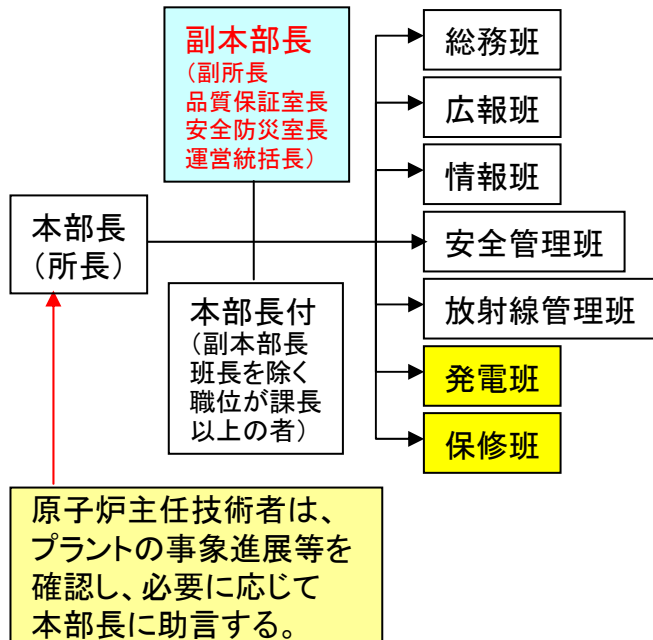 副本部長
（副所長
品質保証室長
安全防災室長
運営統括長）
本部長
（所長）
本部長付
（副本部長
班長を除く
職位が課長
以上の者）
総務班
広報班
情報班
安全管理班
放射線管理班
発電班
保修班
原子炉主任技術者は、
プラントの事象進展等を
確認し、必要に応じて
本部長に助言する。